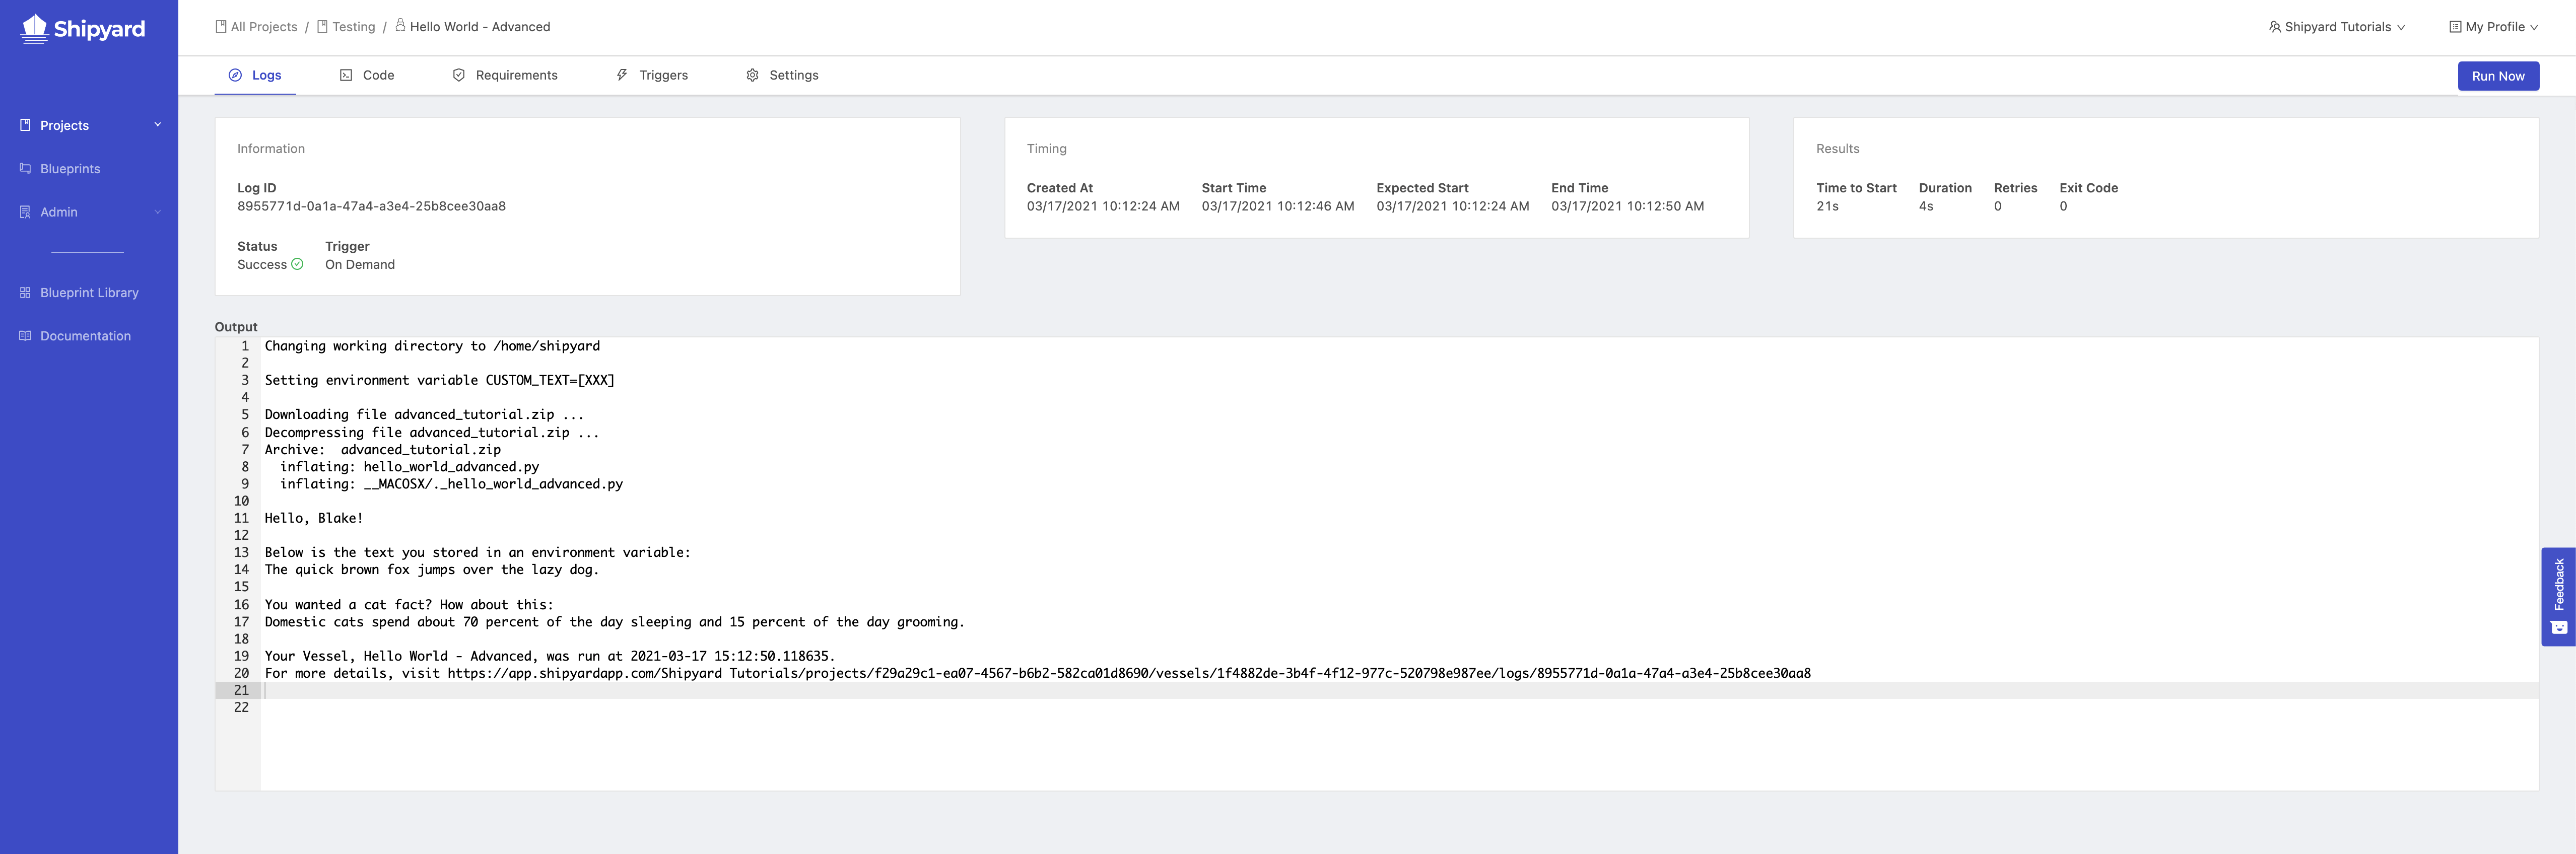 Shipyard
All Projects / Testing / Hello World - Advanced
Shipyard Tutorials
My Profile
Logs
Code
Requirements
Triggers
Settings
Run Now
Projects
Blueprints
Admin
Blueprint Library
Documentation
Information
Log ID
8955771d-0a1a-47a4-a3e4-25b8cee30aa8
Status Trigger
Success On Demand
Timing
Created At Start Time Expected Start End Time
03/17/2021 10:12:24 AM 03/17/2021 10:12:46 AM 03/17/2021 10:12:24 AM 03/17/2021 10:12:50 AM
Results
Time to Start Duration Retries Exit Code
21s 4s 0 0
Output
1 Changing working directory to /home/shipyard
2
3 Setting environment variable CUSTOM_TEXT=[XXX]
4
5 Downloading file advanced_tutorial.zip ...
6 Decompressing file advanced_tutorial.zip ...
7 Archive:  advanced_tutorial.zip
8   inflating: hello_world_advanced.py
9   inflating: __MACOSX/._hello_world_advanced.py
10
11 Hello, Blake!
12
13 Below is the text you stored in an environment variable:
14 The quick brown fox jumps over the lazy dog.
15
16 You wanted a cat fact? How about this:
17 Domestic cats spend about 70 percent of the day sleeping and 15 percent of the day grooming.
18
19 Your Vessel, Hello World - Advanced, was run at 2021-03-17 15:12:50.118635.
20 For more details, visit https://app.shipyardapp.com/Shipyard Tutorials/projects/f29a29c1-ea07-4567-b6b2-582ca01d8690/vessels/1f4882de-3b4f-4f12-977c-520798e987ee/logs/8955771d-0a1a-47a4-a3e4-25b8cee30aa8
21
22
Feedback